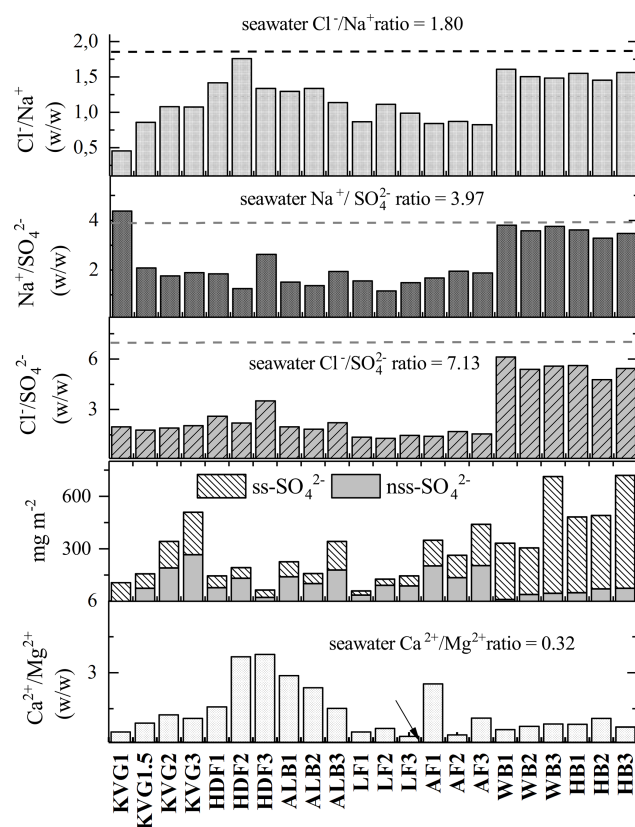 seawater Cl⁻/Na⁺ratio = 1.80
2,0
1.5
1.0
0.5
Cl⁻/Na⁺
(w/w)
seawater Na⁺/ SO₄²⁻ ratio = 3.97
4
2
Na⁺/SO₄²⁻
(w/w)
seawater Cl⁻/SO₄²⁻ ratio = 7.13
6
3
Cl⁻/SO₄²⁻
(w/w)
ss-SO₄²⁻ nss-SO₄²⁻
600
300
6
mg m⁻²
seawater Ca²⁺/Mg²⁺ratio = 0.32
3
Ca²⁺/Mg²⁺
(w/w)
KVG1
KVG1.5
KVG2
KVG3
HDF1
HDF2
HDF3
ALB1
ALB2
ALB3
LF1
LF2
LF3
AF1
AF2
AF3
WB1
WB2
WB3
HB1
HB2
HB3